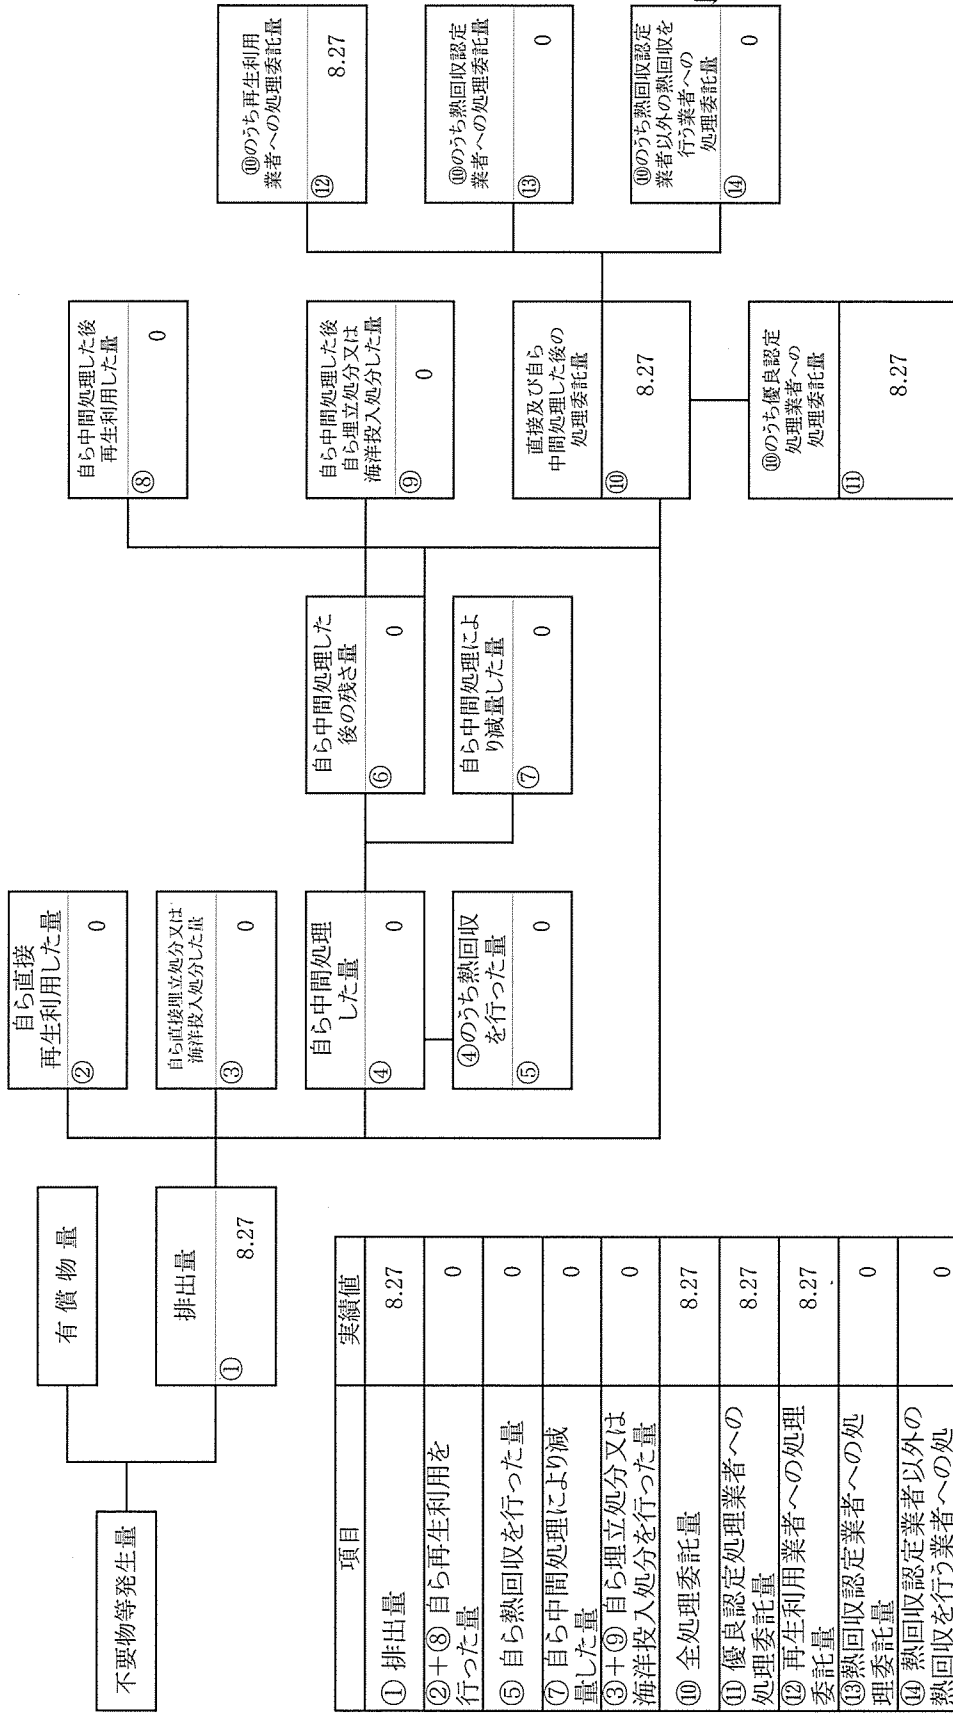 不要物等発生量
有 償 物 量
排出量
① 8.27
自ら直接
再生利用した量
② 0
自ら直接埋立処分又は
海洋投入処分した量
③ 0
自ら中間処理
した量
④ 0
④のうち熱回収
を行った量
⑤ 0
自ら中間処理した
後の残さ量
⑥ 0
自ら中間処理によ
り減量した量
⑦ 0
自ら中間処理した後
再生利用した量
⑧ 0
自ら中間処理した後
自ら埋立処分又は
海洋投入処分した量
⑨ 0
直接及び自ら
中間処理した後の
処理委託量
⑩ 8.27
⑩のうち優良認定
処理業者への
処理委託量
⑪ 8.27
⑩のうち再生利用
業者への処理委託量
⑫ 8.27
⑩のうち熱回収認定
業者への処理委託量
⑬ 0
⑩のうち熱回収認定
業者以外の熱回収を
行う業者への
処理委託量
⑭ 0
項目 実績値
① 排出量 8.27
②+⑧ 自ら再生利用を
行った量 0
⑤ 自ら熱回収を行った量 0
⑦ 自ら中間処理により減
量した量 0
③+⑨ 自ら埋立処分又は
海洋投入処分を行った量 0
⑩ 全処理委託量 8.27
⑪ 優良認定処理業者への
処理委託量 8.27
⑫ 再生利用業者への処理
委託量 8.27
⑬熱回収認定業者への処
理委託量 0
⑭ 熱回収認定業者以外の
熱回収を行う業者への処 0